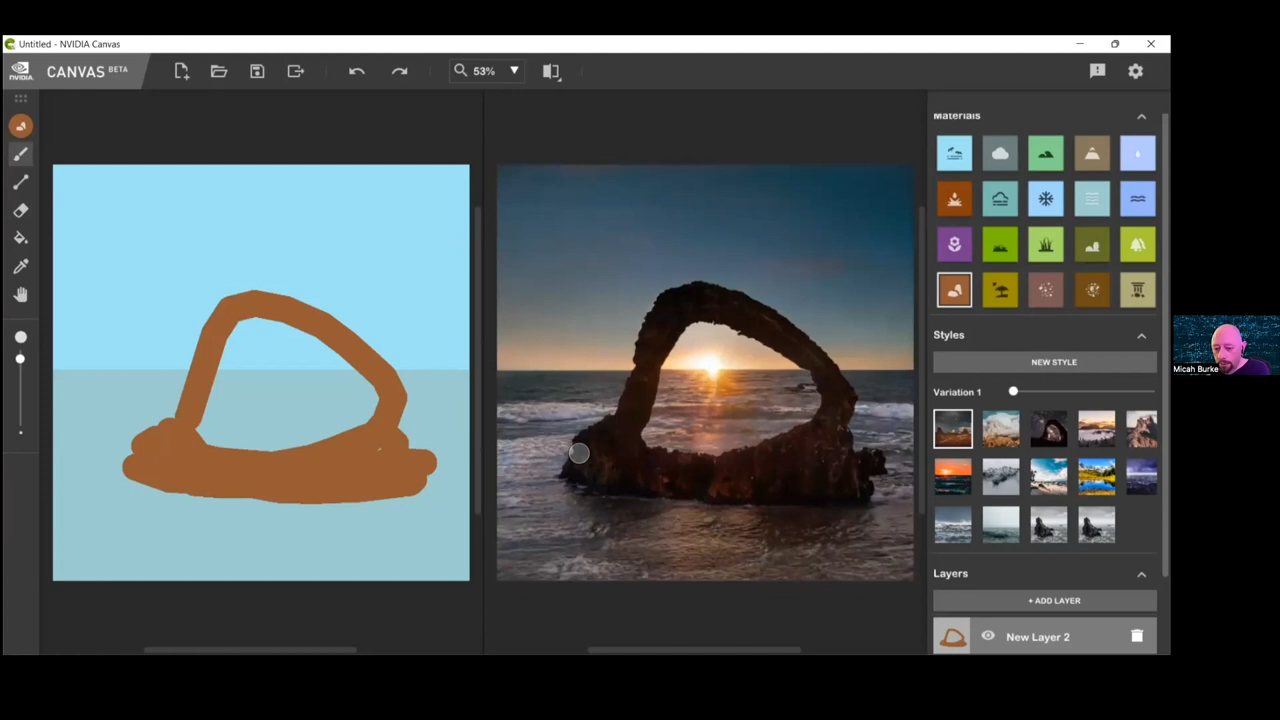 Untitled - NVIDIA Canvas
NVIDIA
CANVAS BETA
53%
Materials
Styles
NEW STYLE
Variation 1
Micah Burke
Layers
+ ADD LAYER
New Layer 2